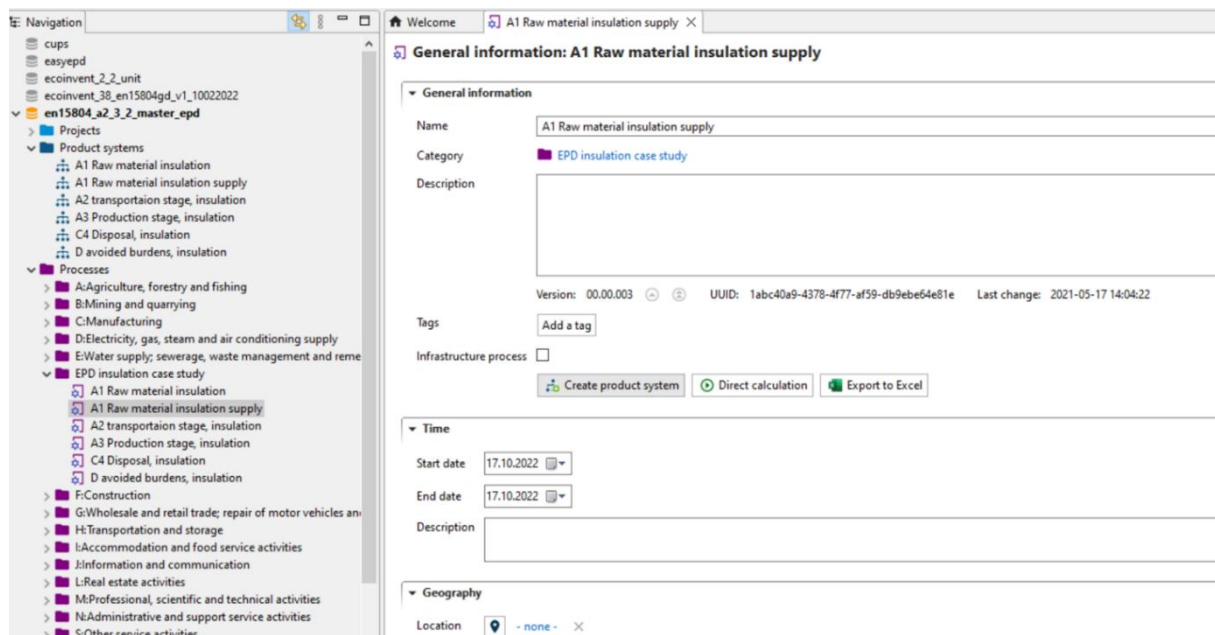 Navigation
cups
easyepd
ecoinvent_2_2_unit
ecoinvent_38_en15804gd_v1_10022022
en15804_a2_3_2_master_epd
Projects
Product systems
A1 Raw material insulation
A1 Raw material insulation supply
A2 transportaion stage, insulation
A3 Production stage, insulation
C4 Disposal, insulation
D avoided burdens, insulation
Processes
A:Agriculture, forestry and fishing
B:Mining and quarrying
C:Manufacturing
D:Electricity, gas, steam and air conditioning supply
E:Water supply; sewerage, waste management and reme
EPD insulation case study
A1 Raw material insulation
A1 Raw material insulation supply
A2 transportaion stage, insulation
A3 Production stage, insulation
C4 Disposal, insulation
D avoided burdens, insulation
F:Construction
G:Wholesale and retail trade; repair of motor vehicles an
H:Transportation and storage
I:Accommodation and food service activities
J:Information and communication
L:Real estate activities
M:Professional, scientific and technical activities
N:Administrative and support service activities
S:Other service activities
Welcome
A1 Raw material insulation supply
General information: A1 Raw material insulation supply
General information
Name A1 Raw material insulation supply
Category EPD insulation case study
Description
Version: 00.00.003 UUID: 1abc40a9-4378-4f77-af59-db9ebe64e81e Last change: 2021-05-17 14:04:22
Tags Add a tag
Infrastructure process
Create product system Direct calculation Export to Excel
Time
Start date 17.10.2022
End date 17.10.2022
Description
Geography
Location - none -